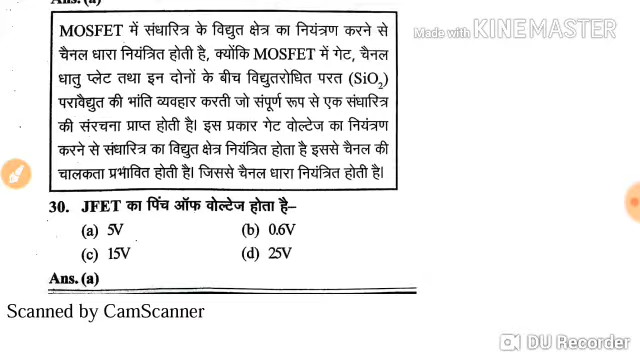 Ans. (a)
MOSFET में संधारित्र के विद्युत क्षेत्र का नियंत्रण करने से
Made with KINEMASTER
चैनल धारा नियंत्रित होती है, क्योंकि MOSFET में गेट, चैनल
धातु प्लेट तथा इन दोनों के बीच विद्युतरोधित परत (SiO₂)
परावैद्युत की भांति व्यवहार करती जो संपूर्ण रूप से एक संधारित्र
की संरचना प्राप्त होती है। इस प्रकार गेट वोल्टेज का नियंत्रण
करने से संधारित्र का विद्युत क्षेत्र नियंत्रित होता है इससे चैनल की
चालकता प्रभावित होती है। जिससे चैनल धारा नियंत्रित होती है।
30. JFET का पिंच ऑफ वोल्टेज होता है–
(a) 5V (b) 0.6V
(c) 15V (d) 25V
Ans. (a)
Scanned by CamScanner
DU Recorder